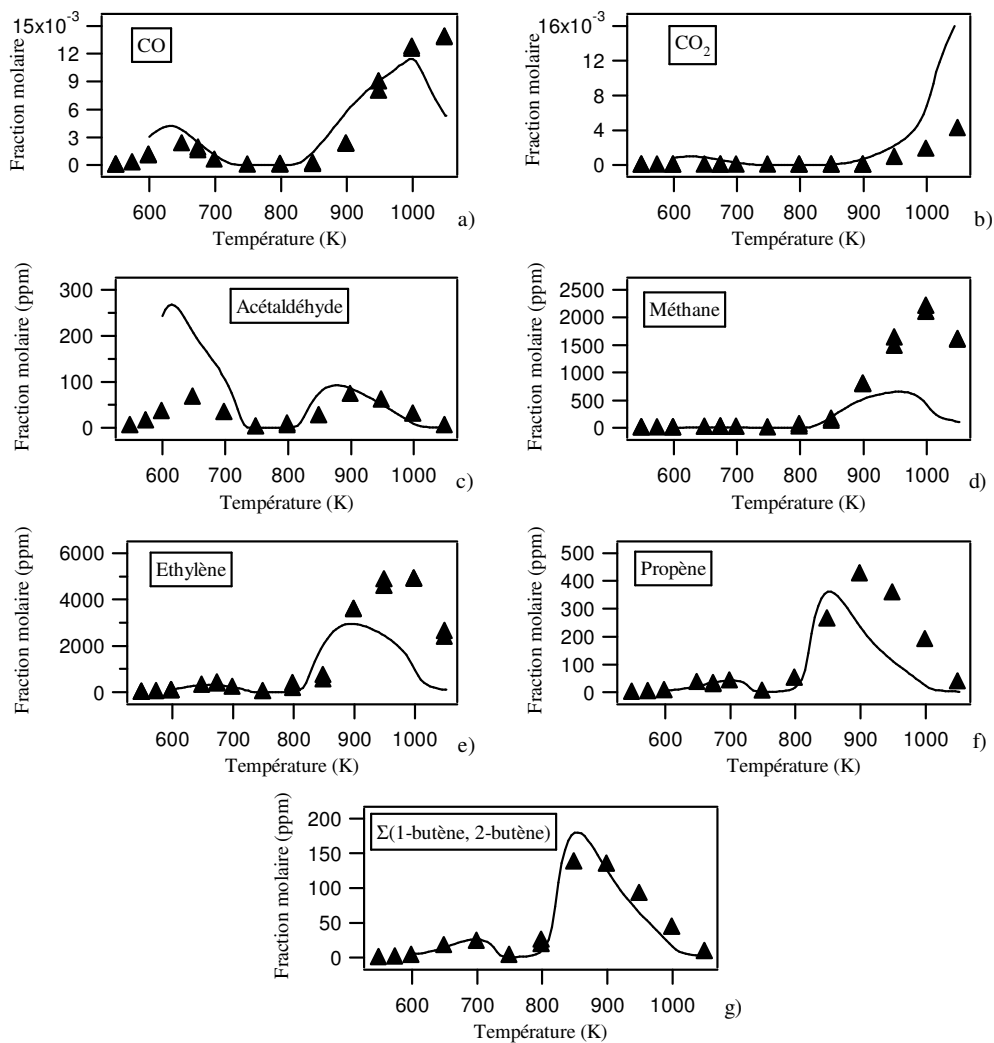 15x10⁻³
12
9
6
3
0
Fraction molaire
CO
600 700 800 900 1000
Température (K)
a)
16x10⁻³
12
8
4
0
Fraction molaire
CO₂
600 700 800 900 1000
Température (K)
b)
300
200
100
0
Fraction molaire (ppm)
Acétaldéhyde
600 700 800 900 1000
Température (K)
c)
2500
2000
1500
1000
500
0
Fraction molaire (ppm)
Méthane
600 700 800 900 1000
Température (K)
d)
6000
4000
2000
0
Fraction molaire (ppm)
Ethylène
600 700 800 900 1000
Température (K)
e)
500
400
300
200
100
0
Fraction molaire (ppm)
Propène
600 700 800 900 1000
Température (K)
f)
200
150
100
50
0
Fraction molaire (ppm)
Σ(1-butène, 2-butène)
600 700 800 900 1000
Température (K)
g)